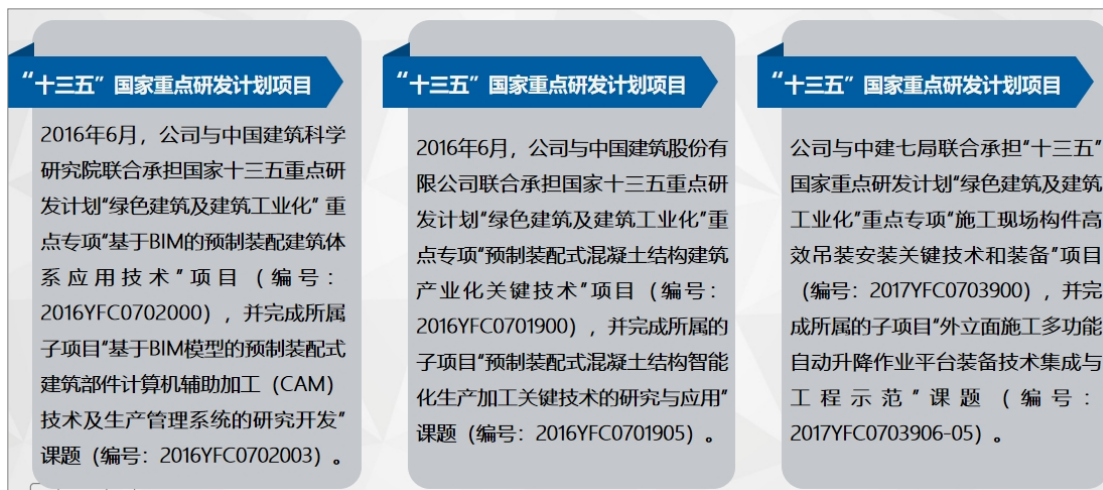 “十三五”国家重点研发计划项目
2016年6月，公司与中国建筑科学
研究院联合承担国家十三五重点研
发计划“绿色建筑及建筑工业化” 重
点专项“基于BIM的预制装配建筑体
系应用技术”项目（编号：
2016YFC0702000），并完成所属
子项目“基于BIM模型的预制装配式
建筑部件计算机辅助加工（CAM）
技术及生产管理系统的研究开发”
课题（编号：2016YFC0702003）。
“十三五”国家重点研发计划项目
2016年6月，公司与中国建筑股份有
限公司联合承担国家十三五重点研
发计划“绿色建筑及建筑工业化”重
点专项“预制装配式混凝土结构建筑
产业化关键技术”项目（编号：
2016YFC0701900），并完成所属的
子项目“预制装配式混凝土结构智能
化生产加工关键技术的研究与应用”
课题（编号：2016YFC0701905）。
“十三五”国家重点研发计划项目
公司与中建七局联合承担“十三五”
国家重点研发计划“绿色建筑及建筑
工业化”重点专项“施工现场构件高
效吊装安装关键技术和装备”项目
（编号：2017YFC0703900），并完
成所属的子项目“外立面施工多功能
自动升降作业平台装备技术集成与
工程示范”课题（编号：
2017YFC0703906-05）。